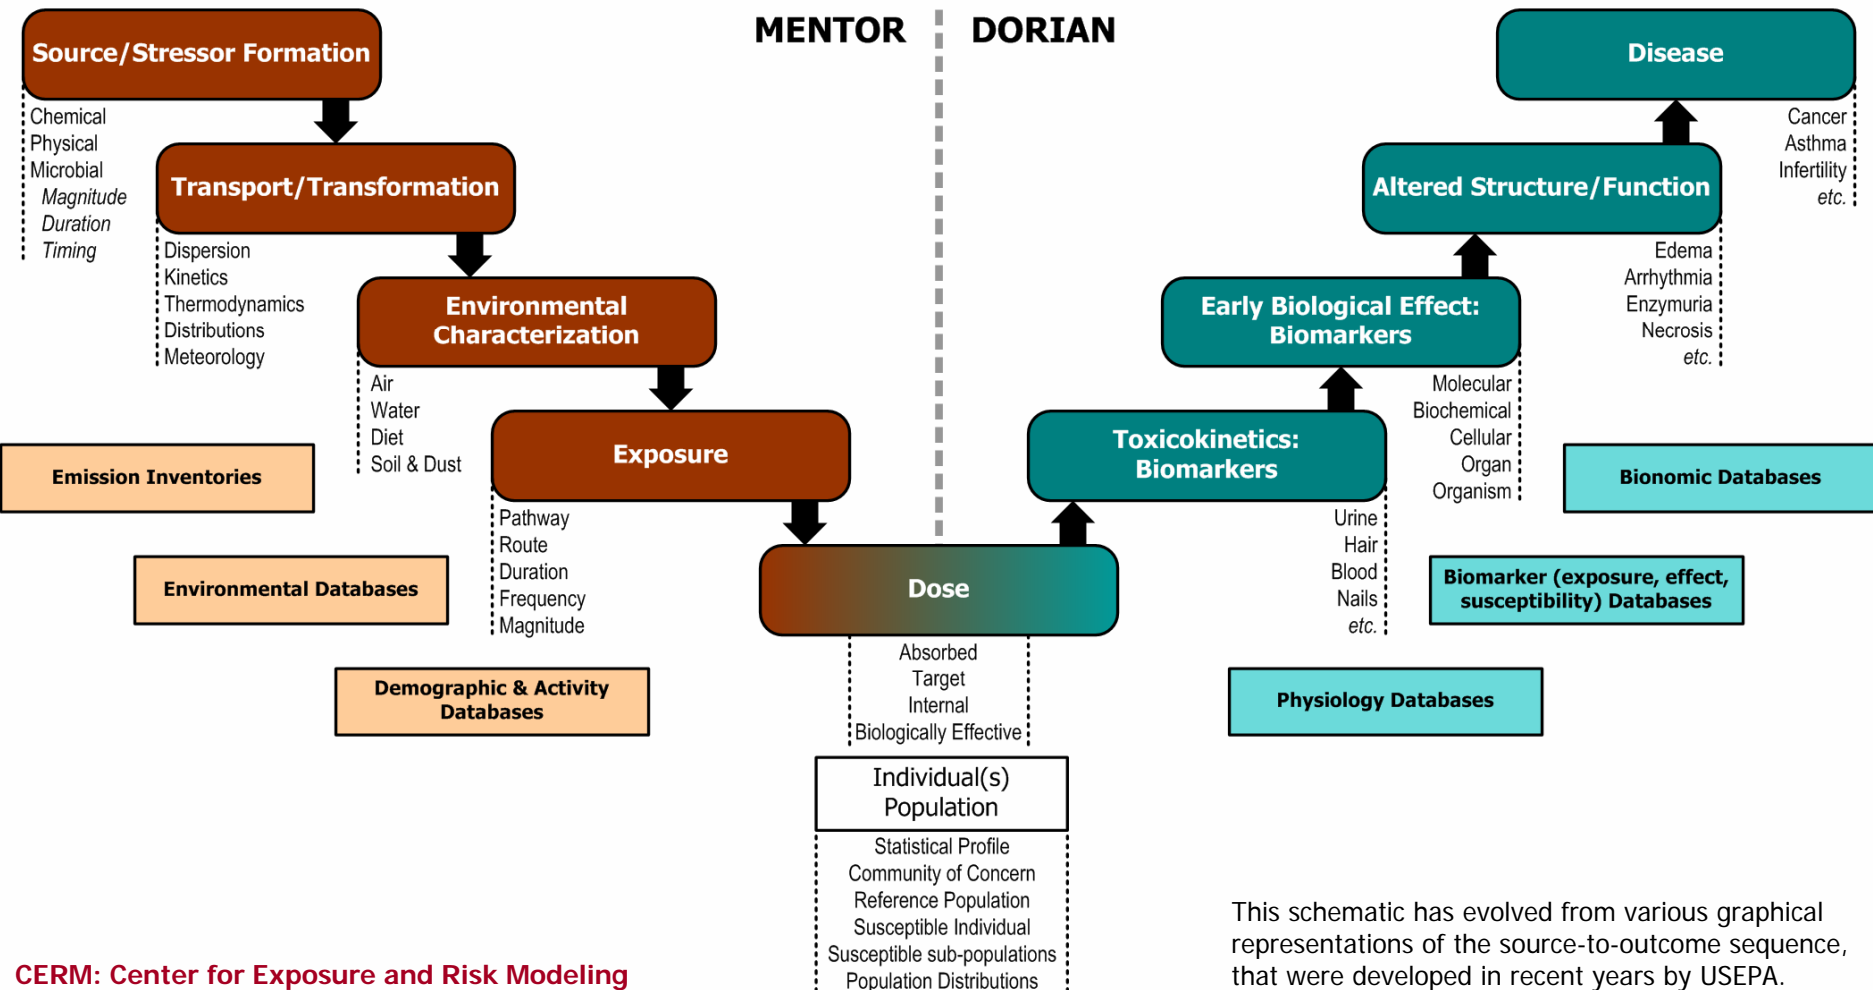 MENTOR
DORIAN
Source/Stressor Formation
Chemical
Physical
Microbial
Magnitude
Duration
Timing
Transport/Transformation
Dispersion
Kinetics
Thermodynamics
Distributions
Meteorology
Environmental
Characterization
Air
Water
Diet
Soil & Dust
Exposure
Pathway
Route
Duration
Frequency
Magnitude
Dose
Absorbed
Target
Internal
Biologically Effective
Individual(s)
Population
Statistical Profile
Community of Concern
Reference Population
Susceptible Individual
Susceptible sub-populations
Population Distributions
Toxicokinetics:
Biomarkers
Urine
Hair
Blood
Nails
etc.
Early Biological Effect:
Biomarkers
Molecular
Biochemical
Cellular
Organ
Organism
Altered Structure/Function
Edema
Arrhythmia
Enzymuria
Necrosis
etc.
Disease
Cancer
Asthma
Infertility
etc.
Emission Inventories
Environmental Databases
Demographic & Activity
Databases
Bionomic Databases
Biomarker (exposure, effect,
susceptibility) Databases
Physiology Databases
CERM: Center for Exposure and Risk Modeling
This schematic has evolved from various graphical
representations of the source-to-outcome sequence,
that were developed in recent years by USEPA.